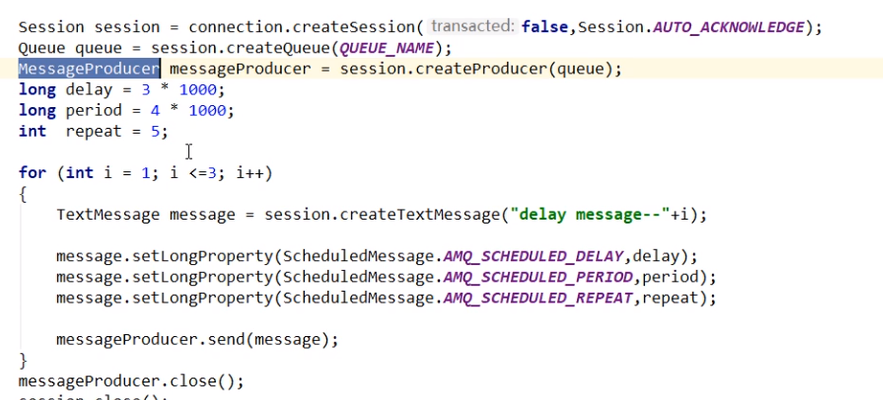 Session session = connection.createSession( transacted: false,Session.AUTO_ACKNOWLEDGE);
Queue queue = session.createQueue(QUEUE_NAME);
MessageProducer messageProducer = session.createProducer(queue);
long delay = 3 * 1000;
long period = 4 * 1000;
int  repeat = 5;
for (int i = 1; i <=3; i++)
{
    TextMessage message = session.createTextMessage("delay message--"+i);
    message.setLongProperty(ScheduledMessage.AMQ_SCHEDULED_DELAY,delay);
    message.setLongProperty(ScheduledMessage.AMQ_SCHEDULED_PERIOD,period);
    message.setLongProperty(ScheduledMessage.AMQ_SCHEDULED_REPEAT,repeat);
    messageProducer.send(message);
}
messageProducer.close();
session.close();